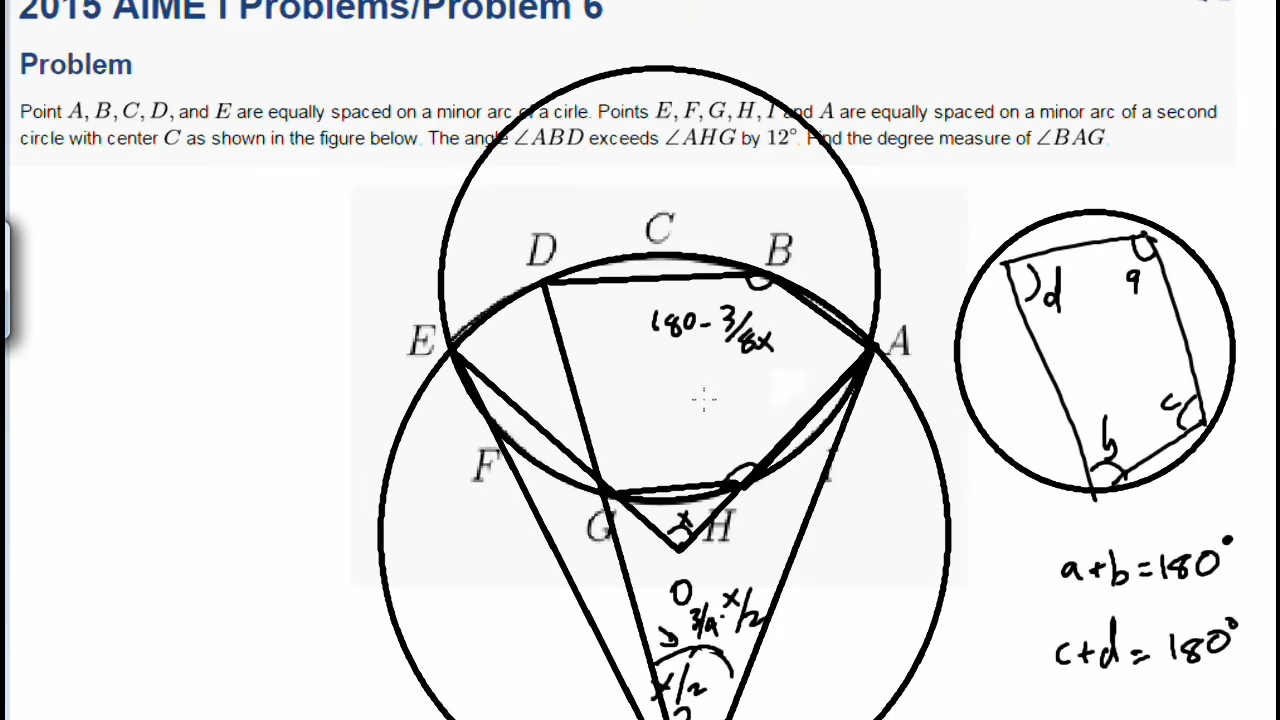 2015 AIME I Problems/Problem 6
Problem
Point A, B, C, D, and E are equally spaced on a minor arc of a cirle. Points E, F, G, H, I and A are equally spaced on a minor arc of a second
circle with center C as shown in the figure below. The angle ∠ABD exceeds ∠AHG by 12°. Find the degree measure of ∠BAG.
C
D
B
E
A
180 - 3/8x
F
I
G
x
H
O
3/4 · x/2
x/2
d
a
c
b
a+b=180°
c+d=180°